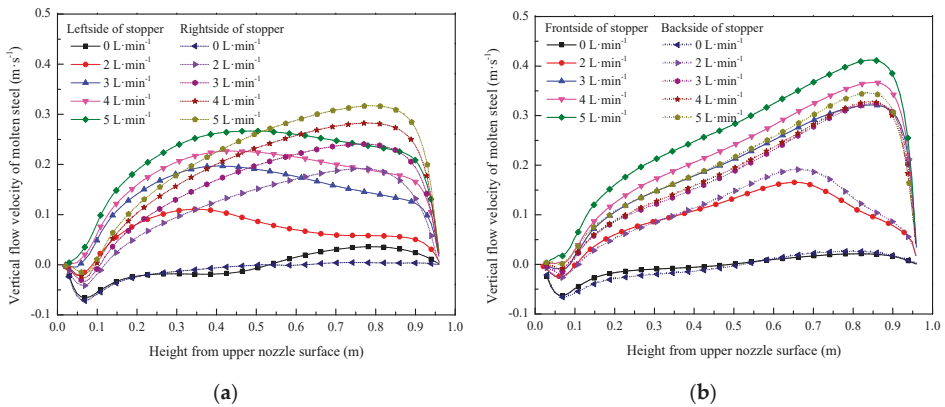 Vertical flow velocity of molten steel (m·s⁻¹)
0.5
0.4
0.3
0.2
0.1
0.0
-0.1
Leftside of stopper Rightside of stopper
0 L·min⁻¹ 0 L·min⁻¹
2 L·min⁻¹ 2 L·min⁻¹
3 L·min⁻¹ 3 L·min⁻¹
4 L·min⁻¹ 4 L·min⁻¹
5 L·min⁻¹ 5 L·min⁻¹
0.0 0.1 0.2 0.3 0.4 0.5 0.6 0.7 0.8 0.9 1.0
Height from upper nozzle surface (m)
(a)
Vertical flow velocity of molten steel (m·s⁻¹)
0.5
0.4
0.3
0.2
0.1
0.0
-0.1
Frontside of stopper Backside of stopper
0 L·min⁻¹ 0 L·min⁻¹
2 L·min⁻¹ 2 L·min⁻¹
3 L·min⁻¹ 3 L·min⁻¹
4 L·min⁻¹ 4 L·min⁻¹
5 L·min⁻¹ 5 L·min⁻¹
0.0 0.1 0.2 0.3 0.4 0.5 0.6 0.7 0.8 0.9 1.0
Height from upper nozzle surface (m)
(b)